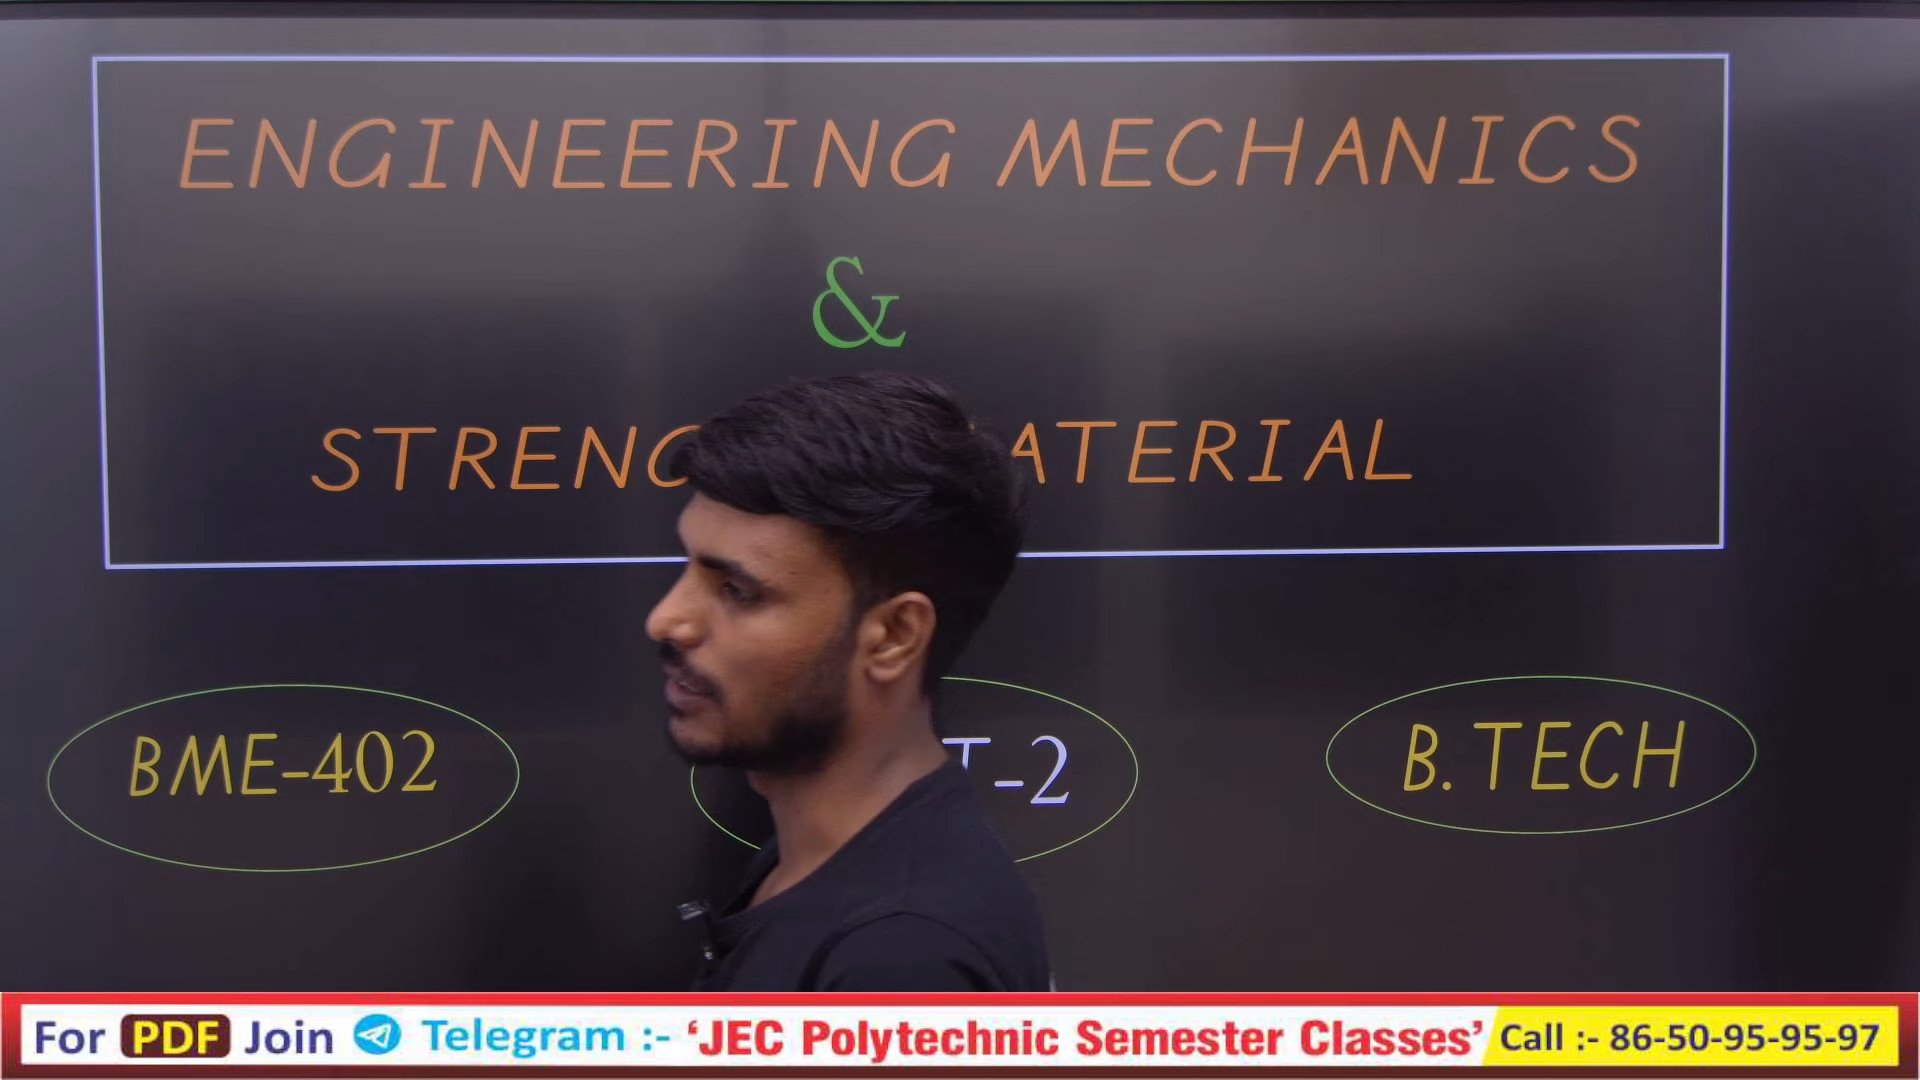 ENGINEERING MECHANICS
&
STRENG ATERIAL
BME-402 T-2 B.TECH
For PDF Join Telegram :- ‘JEC Polytechnic Semester Classes’ Call :- 86-50-95-95-97